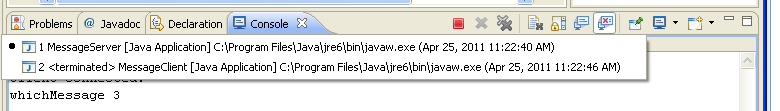 Problems @ Javadoc Declaration Console
1 MessageServer [Java Application] C:\Program Files\Java\jre6\bin\javaw.exe (Apr 25, 2011 11:22:40 AM)
2 <terminated> MessageClient [Java Application] C:\Program Files\Java\jre6\bin\javaw.exe (Apr 25, 2011 11:22:46 AM)
whichMessage 3